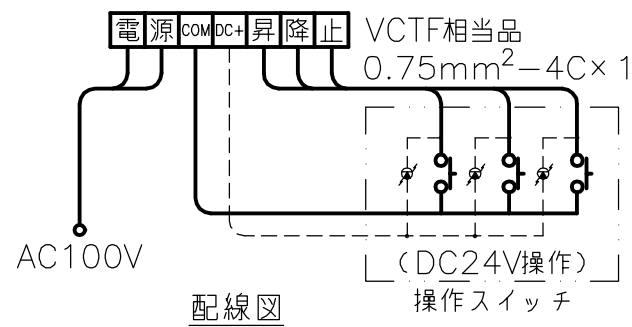 電源COMDC+昇降止
VCTF相当品
0.75mm²-4C×1
AC100V
(DC24V操作)
操作スイッチ
配線図